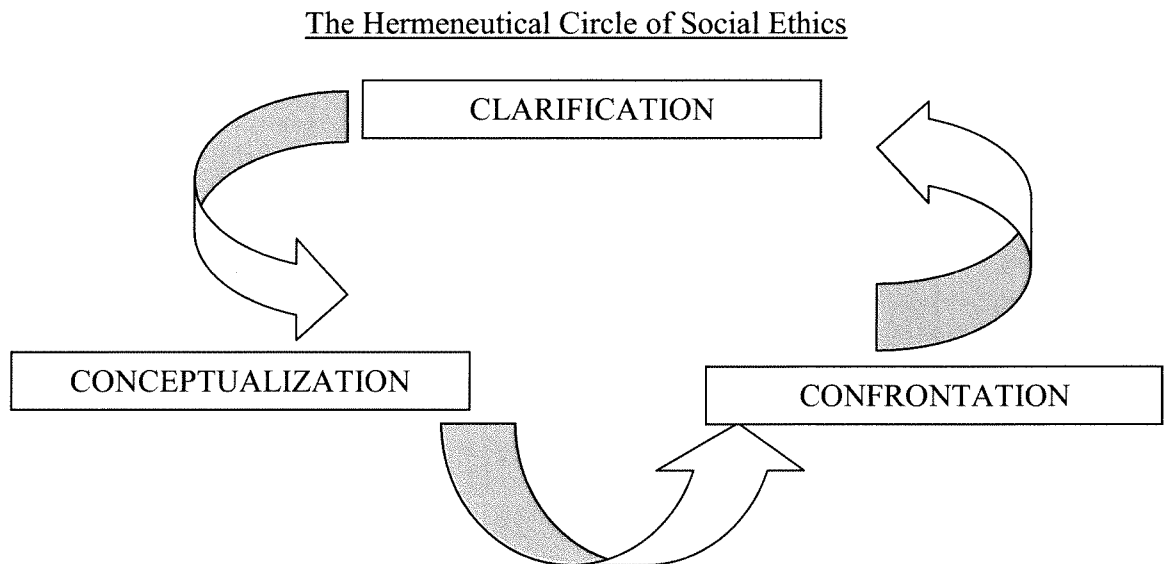 The Hermeneutical Circle of Social Ethics
CLARIFICATION
CONCEPTUALIZATION
CONFRONTATION